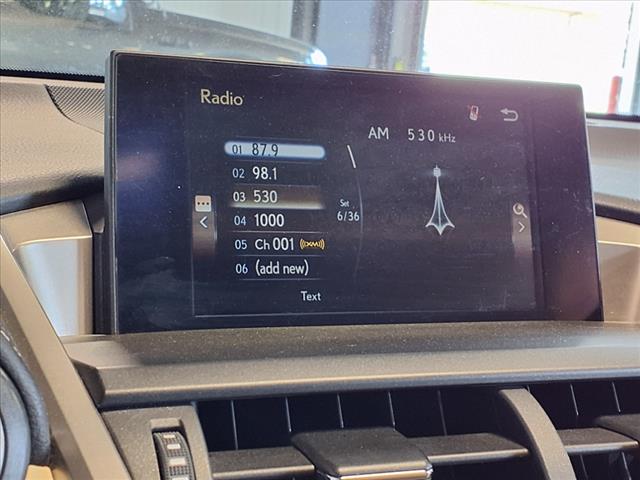 Radio
AM 530 kHz
01 87.9
02 98.1
03 530
04 1000
05 Ch 001 ((XM))
06 (add new)
Set
6/36
Text